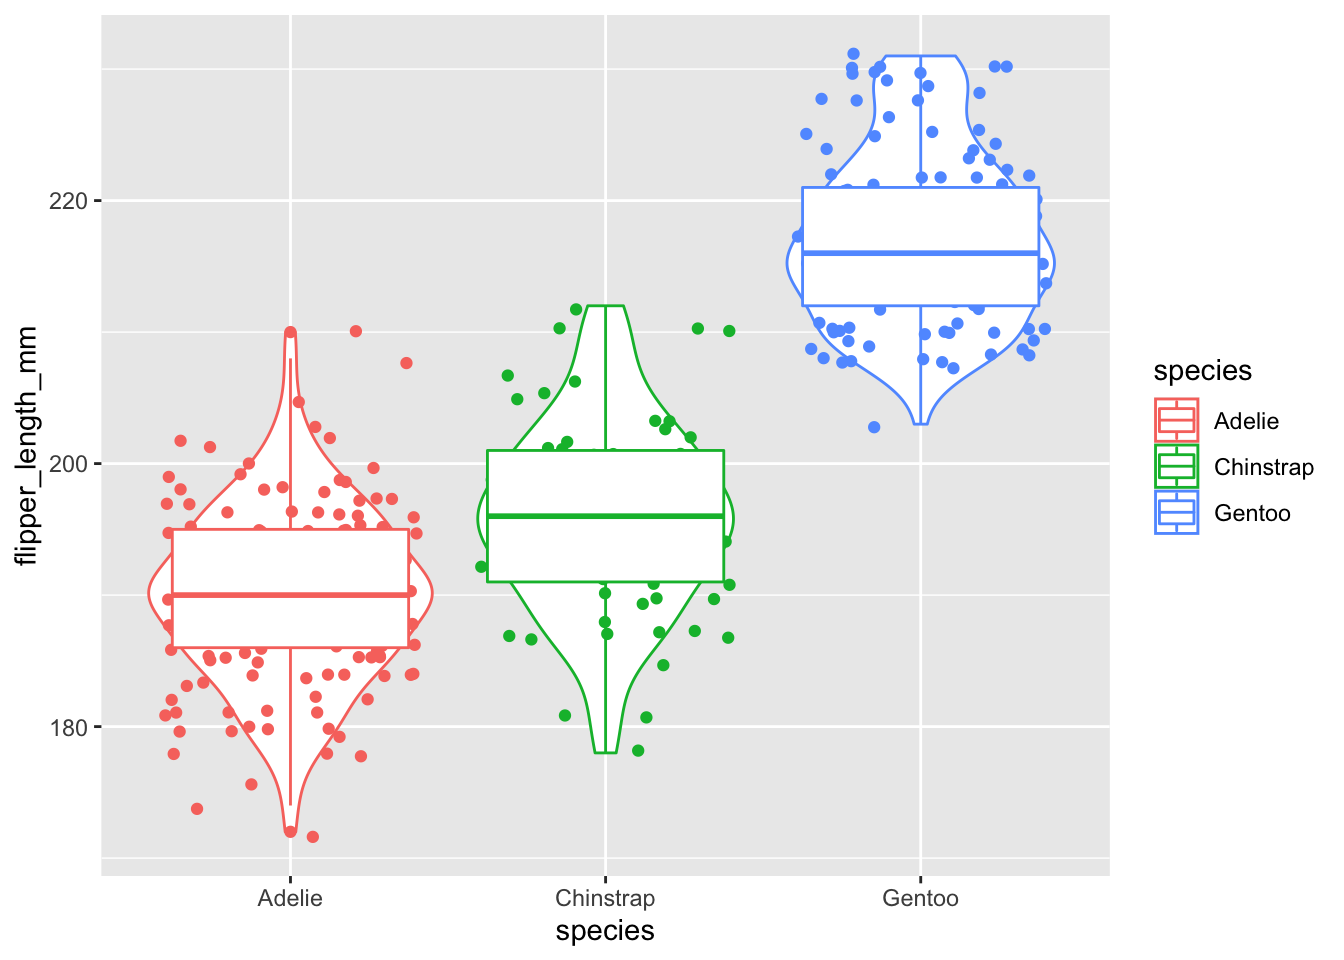 flipper_length_mm
220
200
180
Adelie
Chinstrap
Gentoo
species
species
Adelie
Chinstrap
Gentoo